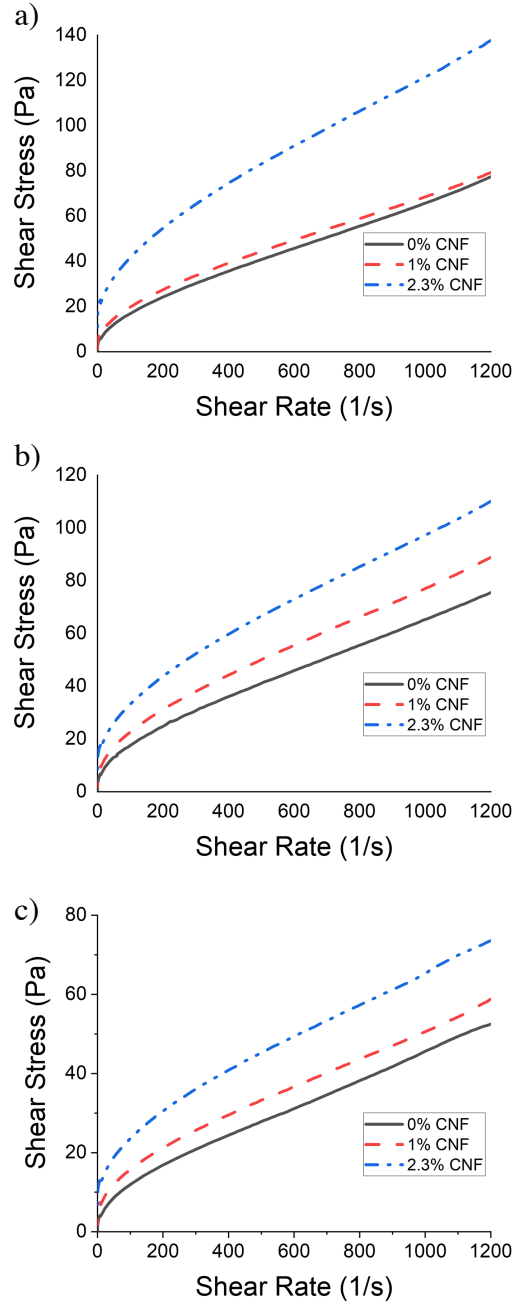 a)
140
120
100
80
60
40
20
0
Shear Stress (Pa)
0% CNF
1% CNF
2.3% CNF
0 200 400 600 800 1000 1200
Shear Rate (1/s)
b)
120
100
80
60
40
20
0
Shear Stress (Pa)
0% CNF
1% CNF
2.3% CNF
0 200 400 600 800 1000 1200
Shear Rate (1/s)
c)
80
60
40
20
0
Shear Stress (Pa)
0% CNF
1% CNF
2.3% CNF
0 200 400 600 800 1000 1200
Shear Rate (1/s)